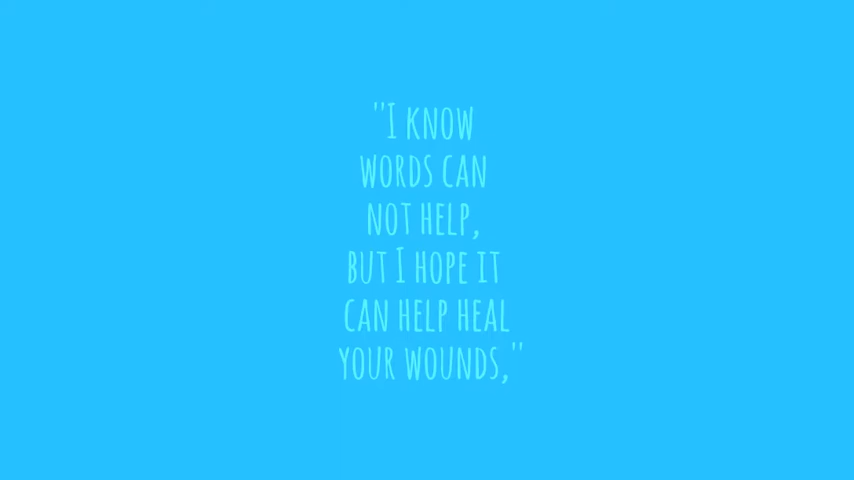 "I know
words can
not help,
but I hope it
can help heal
your wounds,"